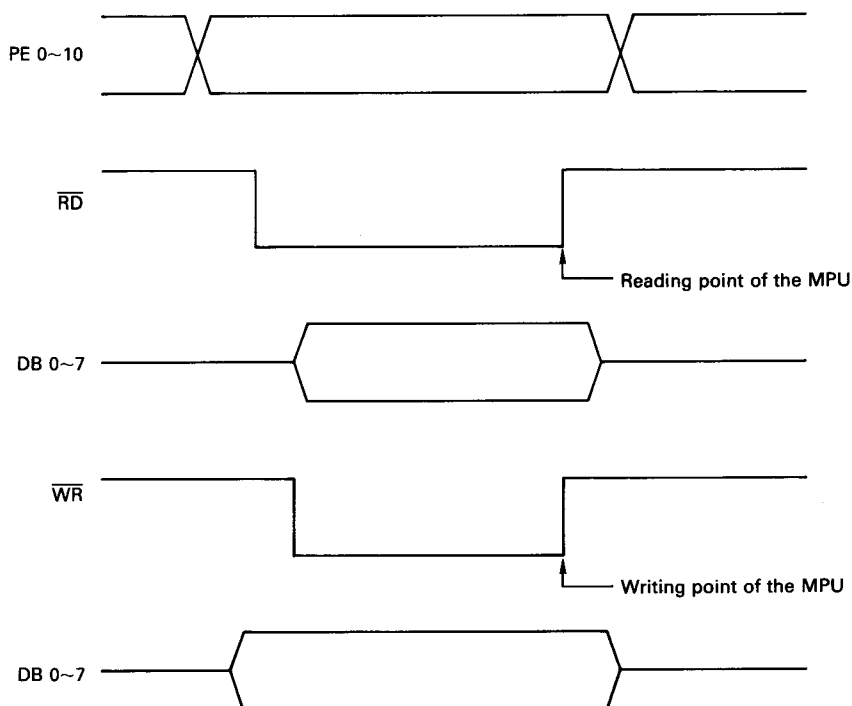 PE 0~10
RD
Reading point of the MPU
DB 0~7
WR
Writing point of the MPU
DB 0~7